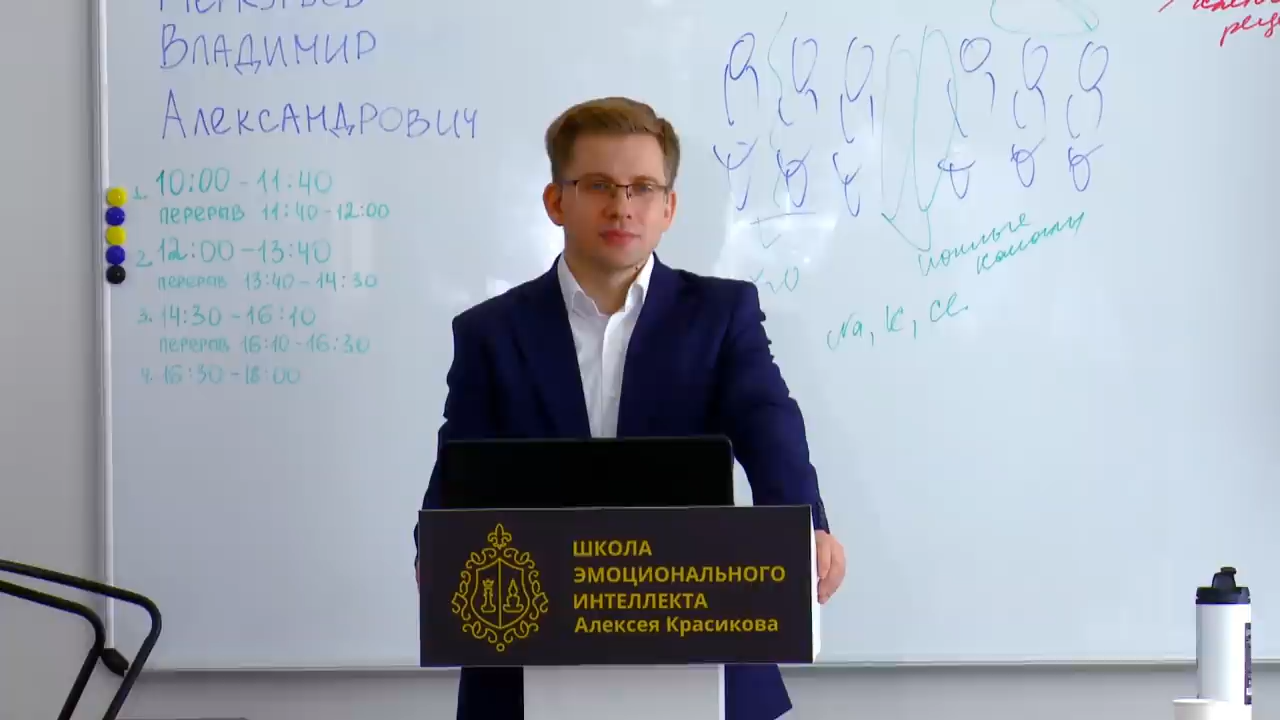 Меркурьев
Владимир
Александрович
1. 10:00 - 11:40
перерыв 11:40 - 12:00
2. 12:00 - 13:40
перерыв 13:40 - 14:30
3. 14:30 - 16:10
перерыв 16:10 - 16:30
4. 16:30 - 18:00
ионные
каналы
Na, K, Cl
ШКОЛА
ЭМОЦИОНАЛЬНОГО
ИНТЕЛЛЕКТА
Алексея Красикова